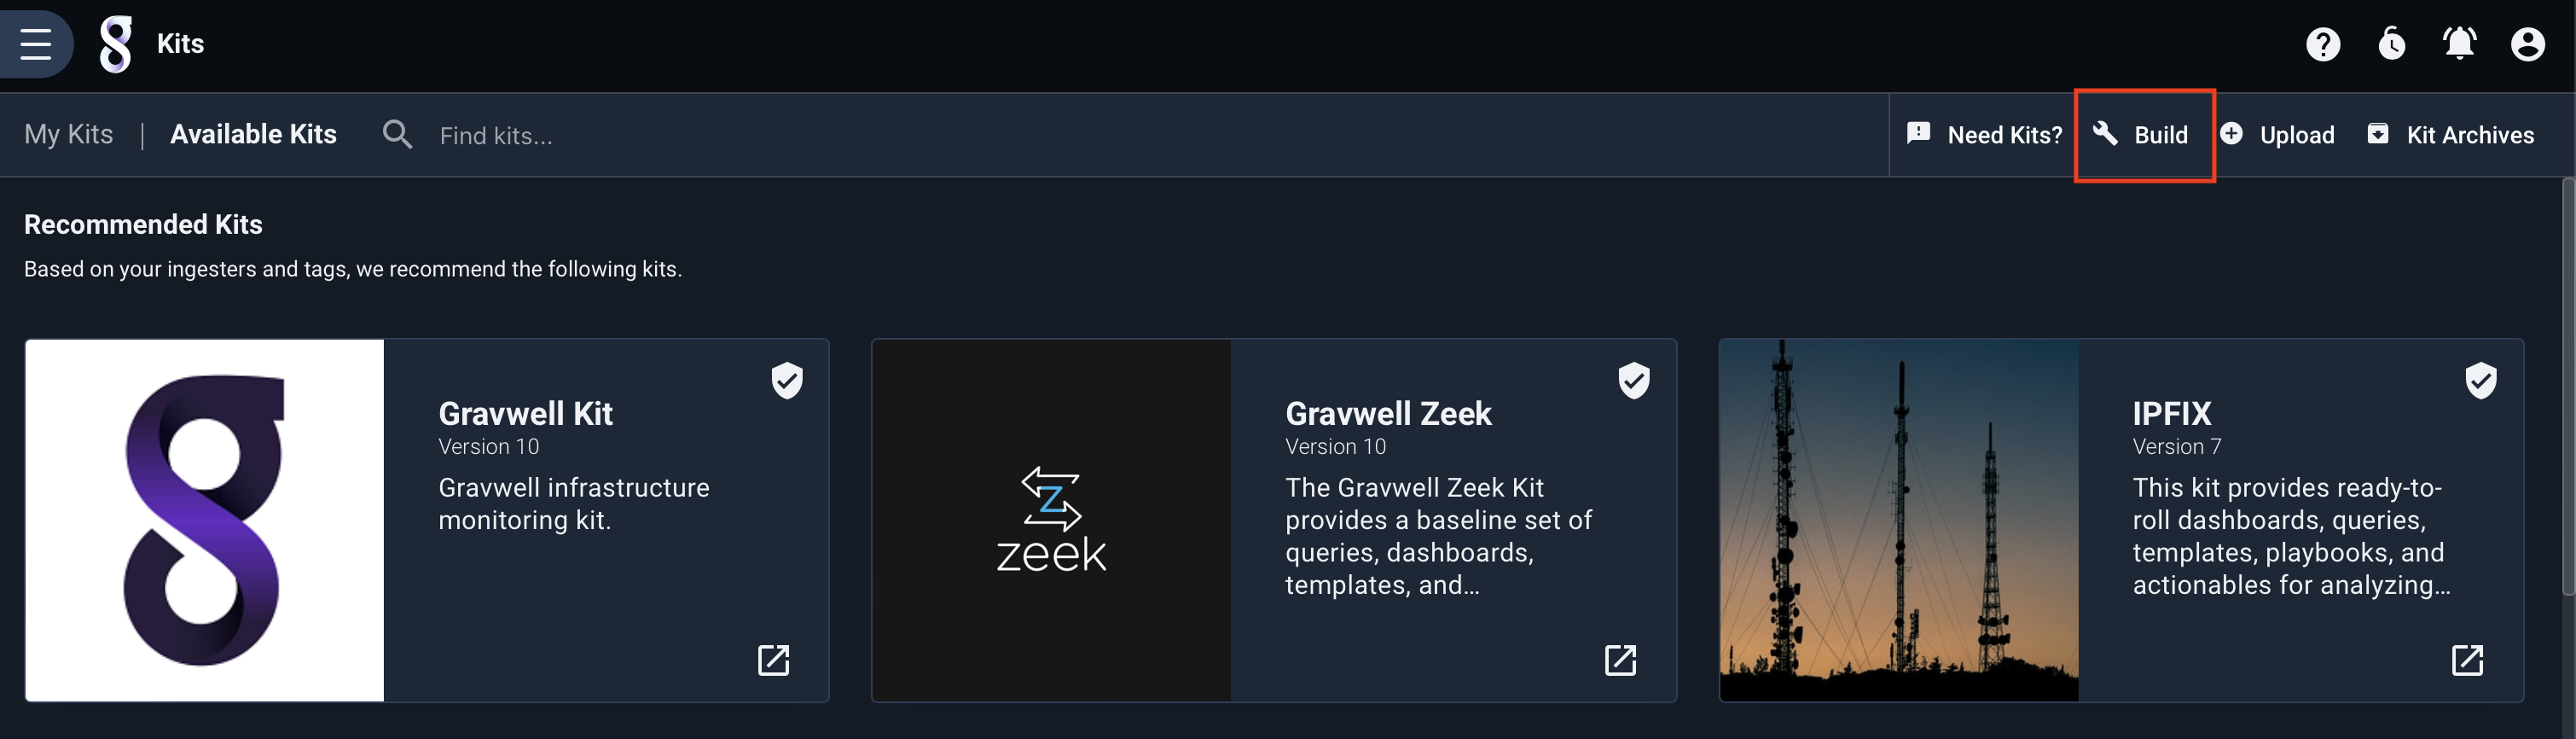 Kits
My Kits | Available Kits Find kits... Need Kits? Build Upload Kit Archives
Recommended Kits
Based on your ingesters and tags, we recommend the following kits.
Gravwell Kit
Version 10
Gravwell infrastructure
monitoring kit.
zeek
Gravwell Zeek
Version 10
The Gravwell Zeek Kit
provides a baseline set of
queries, dashboards,
templates, and...
IPFIX
Version 7
This kit provides ready-to-
roll dashboards, queries,
templates, playbooks, and
actionables for analyzing...